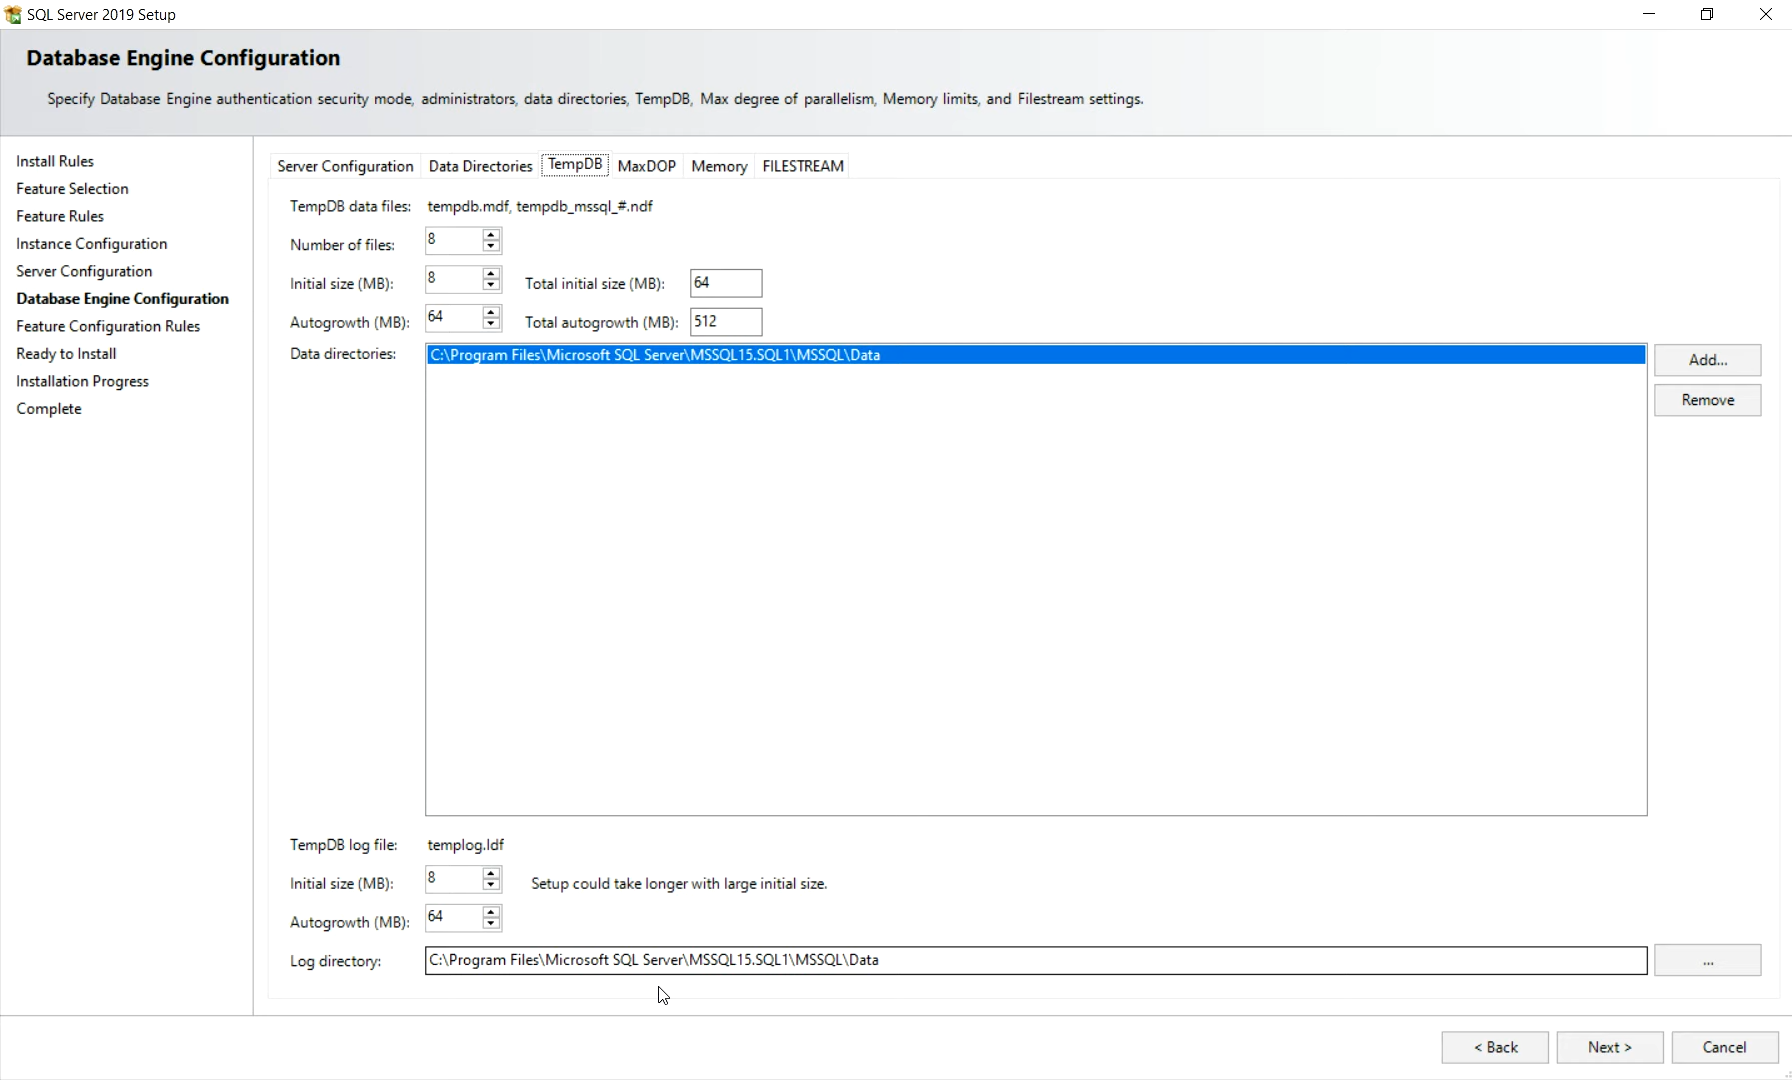 SQL Server 2019 Setup
Database Engine Configuration
Specify Database Engine authentication security mode, administrators, data directories, TempDB, Max degree of parallelism, Memory limits, and Filestream settings.
Install Rules
Feature Selection
Feature Rules
Instance Configuration
Server Configuration
Database Engine Configuration
Feature Configuration Rules
Ready to Install
Installation Progress
Complete
Server Configuration Data Directories TempDB MaxDOP Memory FILESTREAM
TempDB data files: tempdb.mdf, tempdb_mssql_#.ndf
Number of files: 8
Initial size (MB): 8 Total initial size (MB): 64
Autogrowth (MB): 64 Total autogrowth (MB): 512
Data directories: C:\Program Files\Microsoft SQL Server\MSSQL15.SQL1\MSSQL\Data
Add...
Remove
TempDB log file: templog.ldf
Initial size (MB): 8 Setup could take longer with large initial size.
Autogrowth (MB): 64
Log directory: C:\Program Files\Microsoft SQL Server\MSSQL15.SQL1\MSSQL\Data ...
< Back Next > Cancel